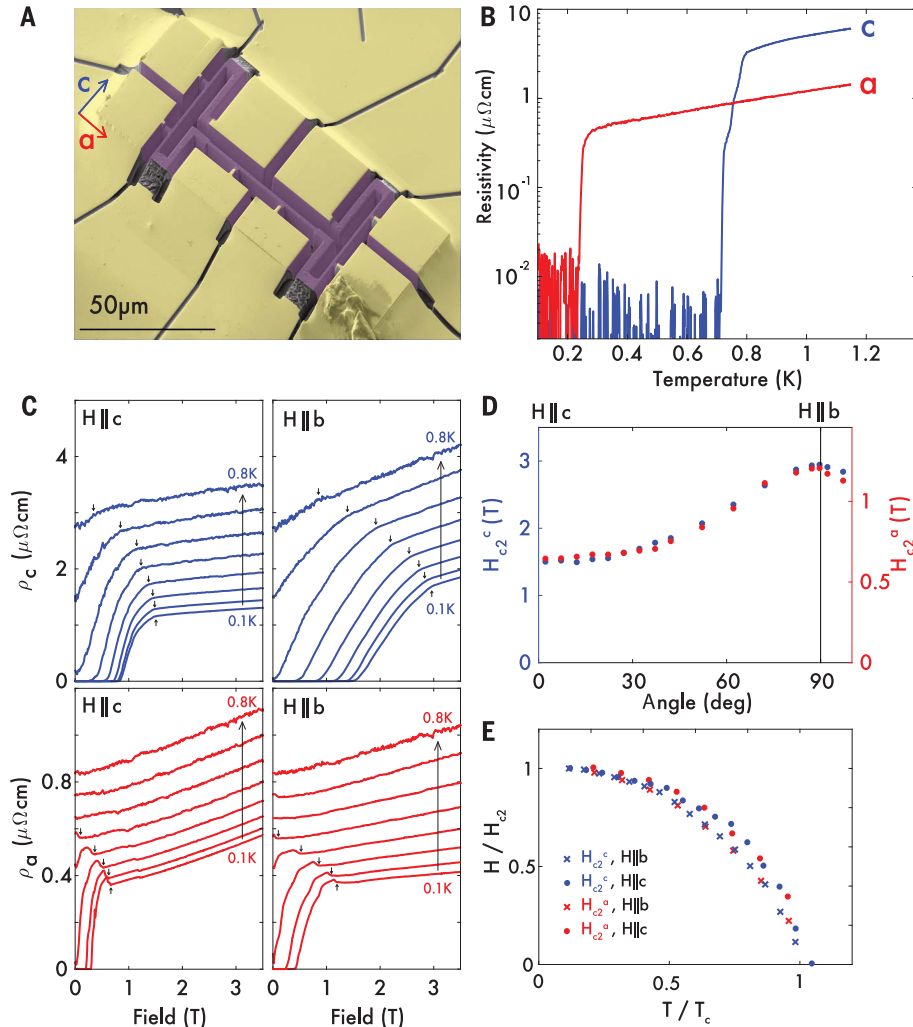 A
c
a
50μm
B
Resistivity (μΩcm)
10
1
10⁻¹
10⁻²
c
a
0.2 0.4 0.6 0.8 1 1.2
Temperature (K)
C
H||c
0.8K
0.1K
H||b
0.8K
0.1K
ρc (μΩcm)
4
2
0
H||c
0.8K
0.1K
H||b
0.8K
0.1K
ρa (μΩcm)
0.8
0.4
0
0 1 2 3
0 1 2 3
Field (T)
Field (T)
D
H||c
H||b
Hc2ᶜ (T)
3
2
1
0
Hc2ᵃ (T)
1
0.5
0
0 30 60 90
Angle (deg)
E
H / Hc2
1
0.5
0
Hc2ᶜ, H||b
Hc2ᶜ, H||c
Hc2ᵃ, H||b
Hc2ᵃ, H||c
0 0.5 1
T / Tc